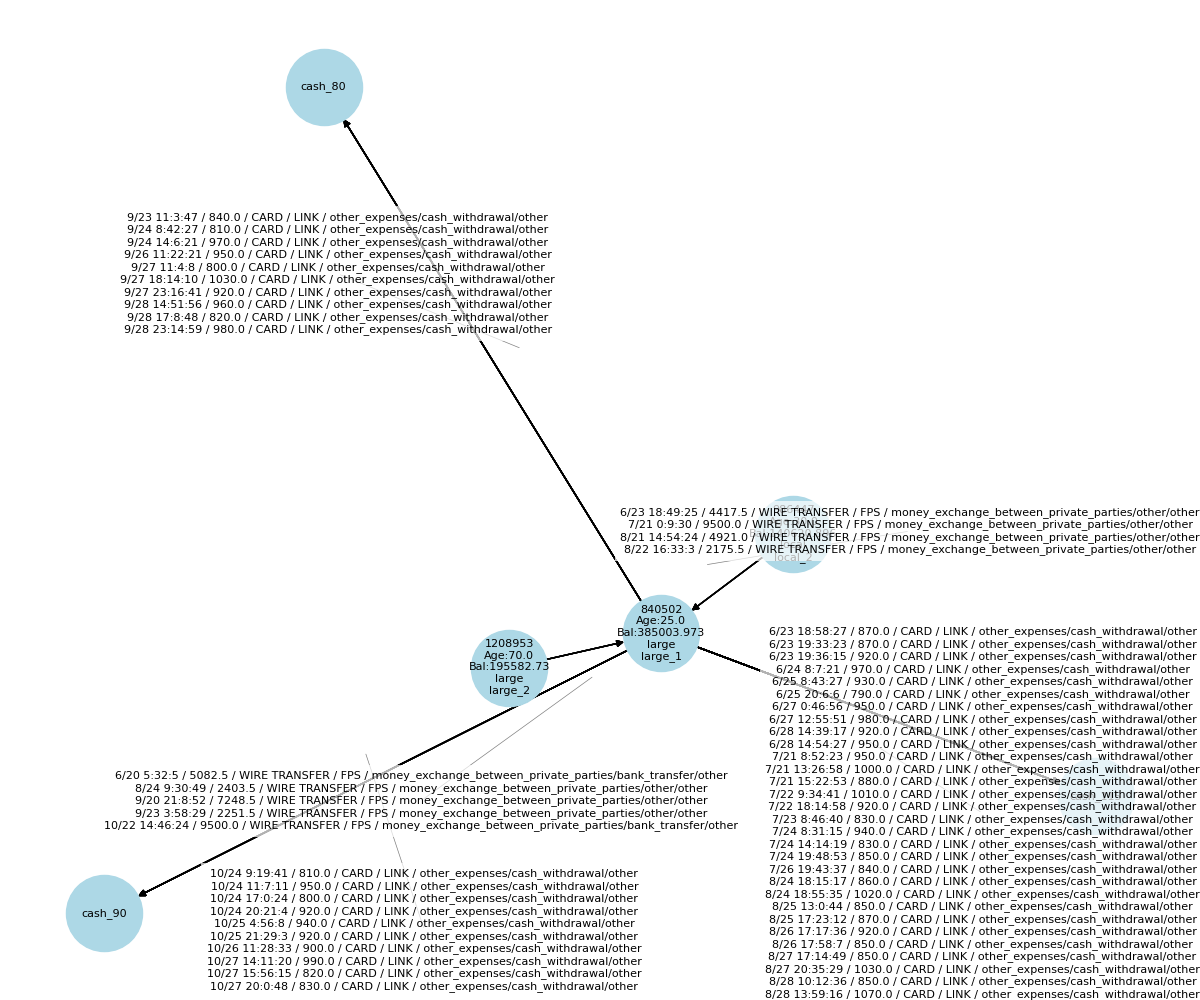 cash_80
9/23 11:3:47 / 840.0 / CARD / LINK / other_expenses/cash_withdrawal/other
9/24 8:42:27 / 810.0 / CARD / LINK / other_expenses/cash_withdrawal/other
9/24 14:6:21 / 970.0 / CARD / LINK / other_expenses/cash_withdrawal/other
9/26 11:22:21 / 950.0 / CARD / LINK / other_expenses/cash_withdrawal/other
9/27 11:4:8 / 800.0 / CARD / LINK / other_expenses/cash_withdrawal/other
9/27 18:14:10 / 1030.0 / CARD / LINK / other_expenses/cash_withdrawal/other
9/27 23:16:41 / 920.0 / CARD / LINK / other_expenses/cash_withdrawal/other
9/28 14:51:56 / 960.0 / CARD / LINK / other_expenses/cash_withdrawal/other
9/28 17:8:48 / 820.0 / CARD / LINK / other_expenses/cash_withdrawal/other
9/28 23:14:59 / 980.0 / CARD / LINK / other_expenses/cash_withdrawal/other
6/23 18:49:25 / 4417.5 / WIRE TRANSFER / FPS / money_exchange_between_private_parties/other/other
7/21 0:9:30 / 9500.0 / WIRE TRANSFER / FPS / money_exchange_between_private_parties/other/other
8/21 14:54:24 / 4921.0 / WIRE TRANSFER / FPS / money_exchange_between_private_parties/other/other
8/22 16:33:3 / 2175.5 / WIRE TRANSFER / FPS / money_exchange_between_private_parties/other/other
local_2
840502
Age:25.0
Bal:385003.973
large
large_1
1208953
Age:70.0
Bal:195582.73
large
large_2
6/23 18:58:27 / 870.0 / CARD / LINK / other_expenses/cash_withdrawal/other
6/23 19:33:23 / 870.0 / CARD / LINK / other_expenses/cash_withdrawal/other
6/23 19:36:15 / 920.0 / CARD / LINK / other_expenses/cash_withdrawal/other
6/24 8:7:21 / 970.0 / CARD / LINK / other_expenses/cash_withdrawal/other
6/25 8:43:27 / 930.0 / CARD / LINK / other_expenses/cash_withdrawal/other
6/25 20:6:6 / 790.0 / CARD / LINK / other_expenses/cash_withdrawal/other
6/27 0:46:56 / 950.0 / CARD / LINK / other_expenses/cash_withdrawal/other
6/27 12:55:51 / 980.0 / CARD / LINK / other_expenses/cash_withdrawal/other
6/28 14:39:17 / 920.0 / CARD / LINK / other_expenses/cash_withdrawal/other
6/28 14:54:27 / 950.0 / CARD / LINK / other_expenses/cash_withdrawal/other
7/21 8:52:23 / 950.0 / CARD / LINK / other_expenses/cash_withdrawal/other
7/21 13:26:58 / 1000.0 / CARD / LINK / other_expenses/cash_withdrawal/other
7/21 15:22:53 / 880.0 / CARD / LINK / other_expenses/cash_withdrawal/other
7/22 9:34:41 / 1010.0 / CARD / LINK / other_expenses/cash_withdrawal/other
7/22 18:14:58 / 920.0 / CARD / LINK / other_expenses/cash_withdrawal/other
7/23 8:46:40 / 830.0 / CARD / LINK / other_expenses/cash_withdrawal/other
7/24 8:31:15 / 940.0 / CARD / LINK / other_expenses/cash_withdrawal/other
7/24 14:14:19 / 830.0 / CARD / LINK / other_expenses/cash_withdrawal/other
7/24 19:48:53 / 850.0 / CARD / LINK / other_expenses/cash_withdrawal/other
7/26 19:43:37 / 840.0 / CARD / LINK / other_expenses/cash_withdrawal/other
8/24 18:15:17 / 860.0 / CARD / LINK / other_expenses/cash_withdrawal/other
8/24 18:55:35 / 1020.0 / CARD / LINK / other_expenses/cash_withdrawal/other
8/25 13:0:44 / 850.0 / CARD / LINK / other_expenses/cash_withdrawal/other
8/25 17:23:12 / 870.0 / CARD / LINK / other_expenses/cash_withdrawal/other
8/26 17:17:36 / 920.0 / CARD / LINK / other_expenses/cash_withdrawal/other
8/26 17:58:7 / 850.0 / CARD / LINK / other_expenses/cash_withdrawal/other
8/27 17:14:49 / 850.0 / CARD / LINK / other_expenses/cash_withdrawal/other
8/27 20:35:29 / 1030.0 / CARD / LINK / other_expenses/cash_withdrawal/other
8/28 10:12:36 / 850.0 / CARD / LINK / other_expenses/cash_withdrawal/other
8/28 13:59:16 / 1070.0 / CARD / LINK / other_expenses/cash_withdrawal/other
6/20 5:32:5 / 5082.5 / WIRE TRANSFER / FPS / money_exchange_between_private_parties/bank_transfer/other
8/24 9:30:49 / 2403.5 / WIRE TRANSFER / FPS / money_exchange_between_private_parties/other/other
9/20 21:8:52 / 7248.5 / WIRE TRANSFER / FPS / money_exchange_between_private_parties/other/other
9/23 3:58:29 / 2251.5 / WIRE TRANSFER / FPS / money_exchange_between_private_parties/other/other
10/22 14:46:24 / 9500.0 / WIRE TRANSFER / FPS / money_exchange_between_private_parties/bank_transfer/other
cash_90
10/24 9:19:41 / 810.0 / CARD / LINK / other_expenses/cash_withdrawal/other
10/24 11:7:11 / 950.0 / CARD / LINK / other_expenses/cash_withdrawal/other
10/24 17:0:24 / 800.0 / CARD / LINK / other_expenses/cash_withdrawal/other
10/24 20:21:4 / 920.0 / CARD / LINK / other_expenses/cash_withdrawal/other
10/25 4:56:8 / 940.0 / CARD / LINK / other_expenses/cash_withdrawal/other
10/25 21:29:3 / 920.0 / CARD / LINK / other_expenses/cash_withdrawal/other
10/26 11:28:33 / 900.0 / CARD / LINK / other_expenses/cash_withdrawal/other
10/27 14:11:20 / 990.0 / CARD / LINK / other_expenses/cash_withdrawal/other
10/27 15:56:15 / 820.0 / CARD / LINK / other_expenses/cash_withdrawal/other
10/27 20:0:48 / 830.0 / CARD / LINK / other_expenses/cash_withdrawal/other